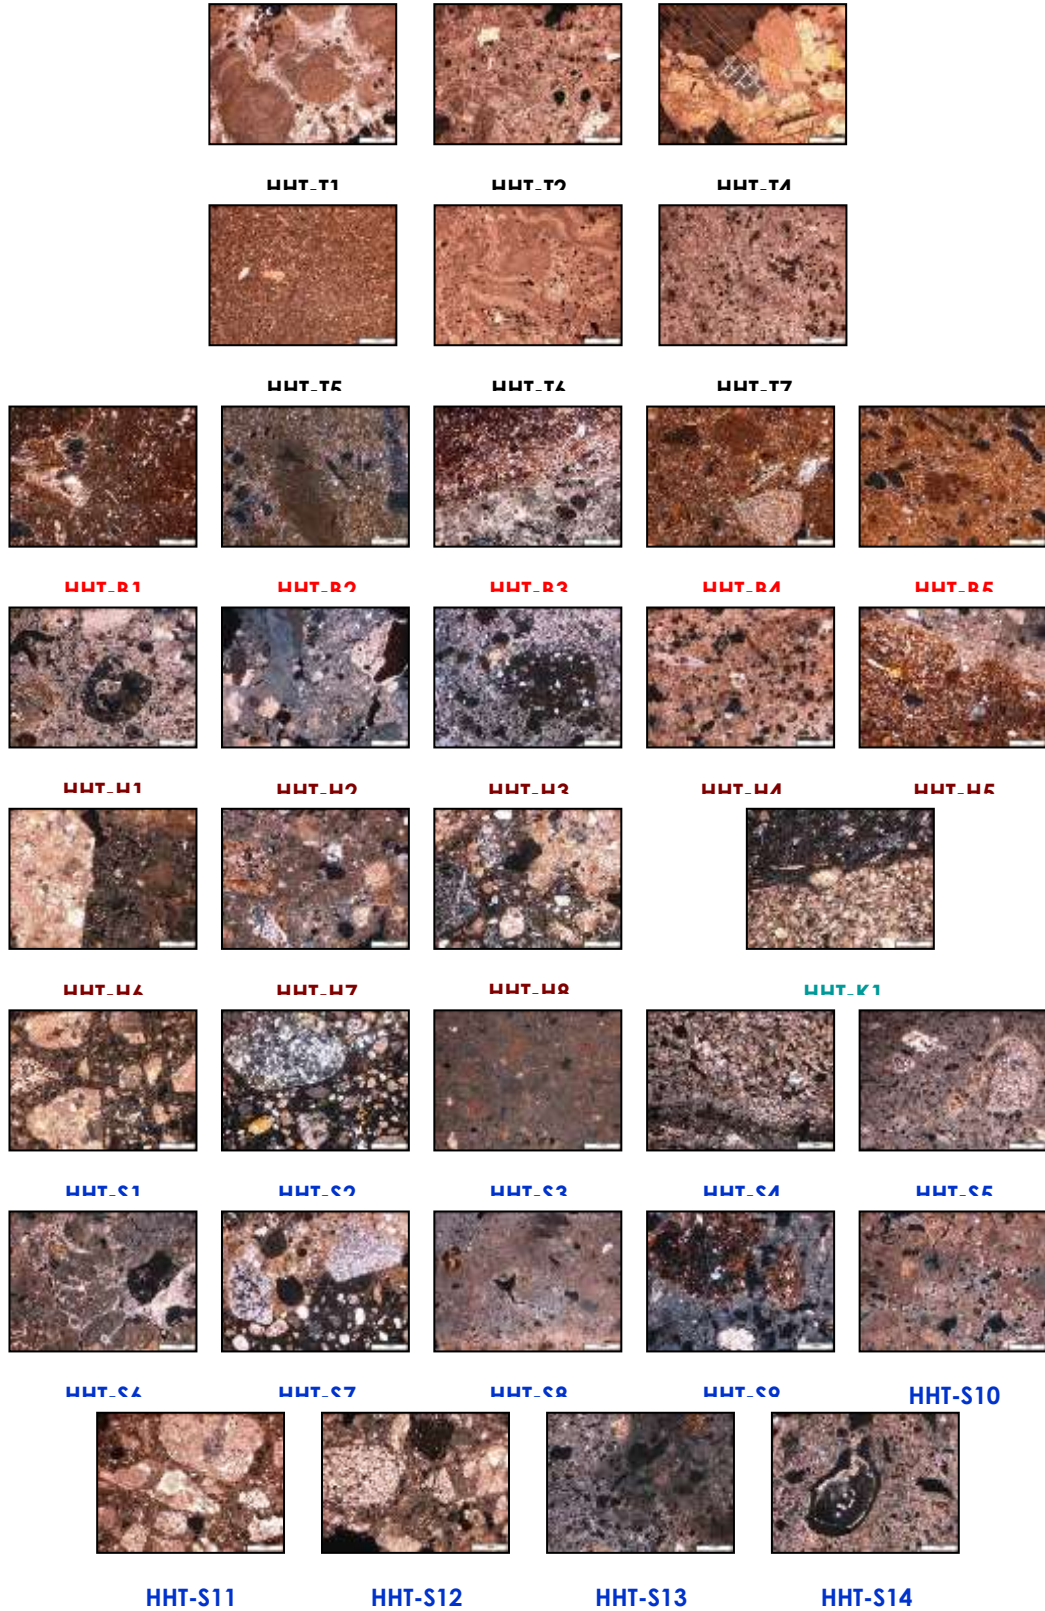 HHT-T1 HHT-T2 HHT-T4
HHT-T5 HHT-T6 HHT-T7
HHT-B1 HHT-B2 HHT-B3 HHT-B4 HHT-B5
HHT-H1 HHT-H2 HHT-H3 HHT-H4 HHT-H5
HHT-H6 HHT-H7 HHT-H8 HHT-K1
HHT-S1 HHT-S2 HHT-S3 HHT-S4 HHT-S5
HHT-S6 HHT-S7 HHT-S8 HHT-S9 HHT-S10
HHT-S11 HHT-S12 HHT-S13 HHT-S14